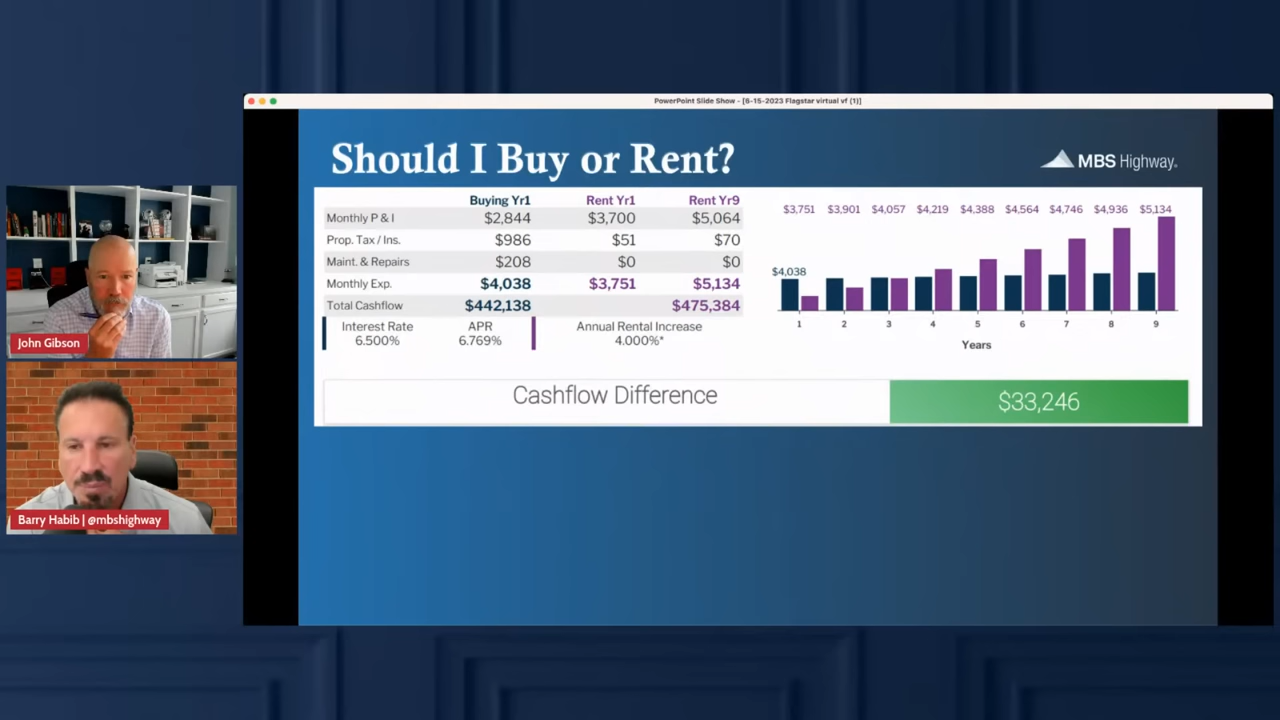 PowerPoint Slide Show - [6-15-2023 Flagstar virtual vf (1)]
Should I Buy or Rent?
MBS Highway®
Buying Yr1 Rent Yr1 Rent Yr9
Monthly P & I $2,844 $3,700 $5,064
Prop. Tax / Ins. $986 $51 $70
Maint. & Repairs $208 $0 $0
Monthly Exp. $4,038 $3,751 $5,134
Total Cashflow $442,138 $475,384
Interest Rate APR Annual Rental Increase
6.500% 6.769% 4.000%*
$3,751 $3,901 $4,057 $4,219 $4,388 $4,564 $4,746 $4,936 $5,134
$4,038
1 2 3 4 5 6 7 8 9
Years
Cashflow Difference $33,246
John Gibson
Barry Habib | @mbshighway